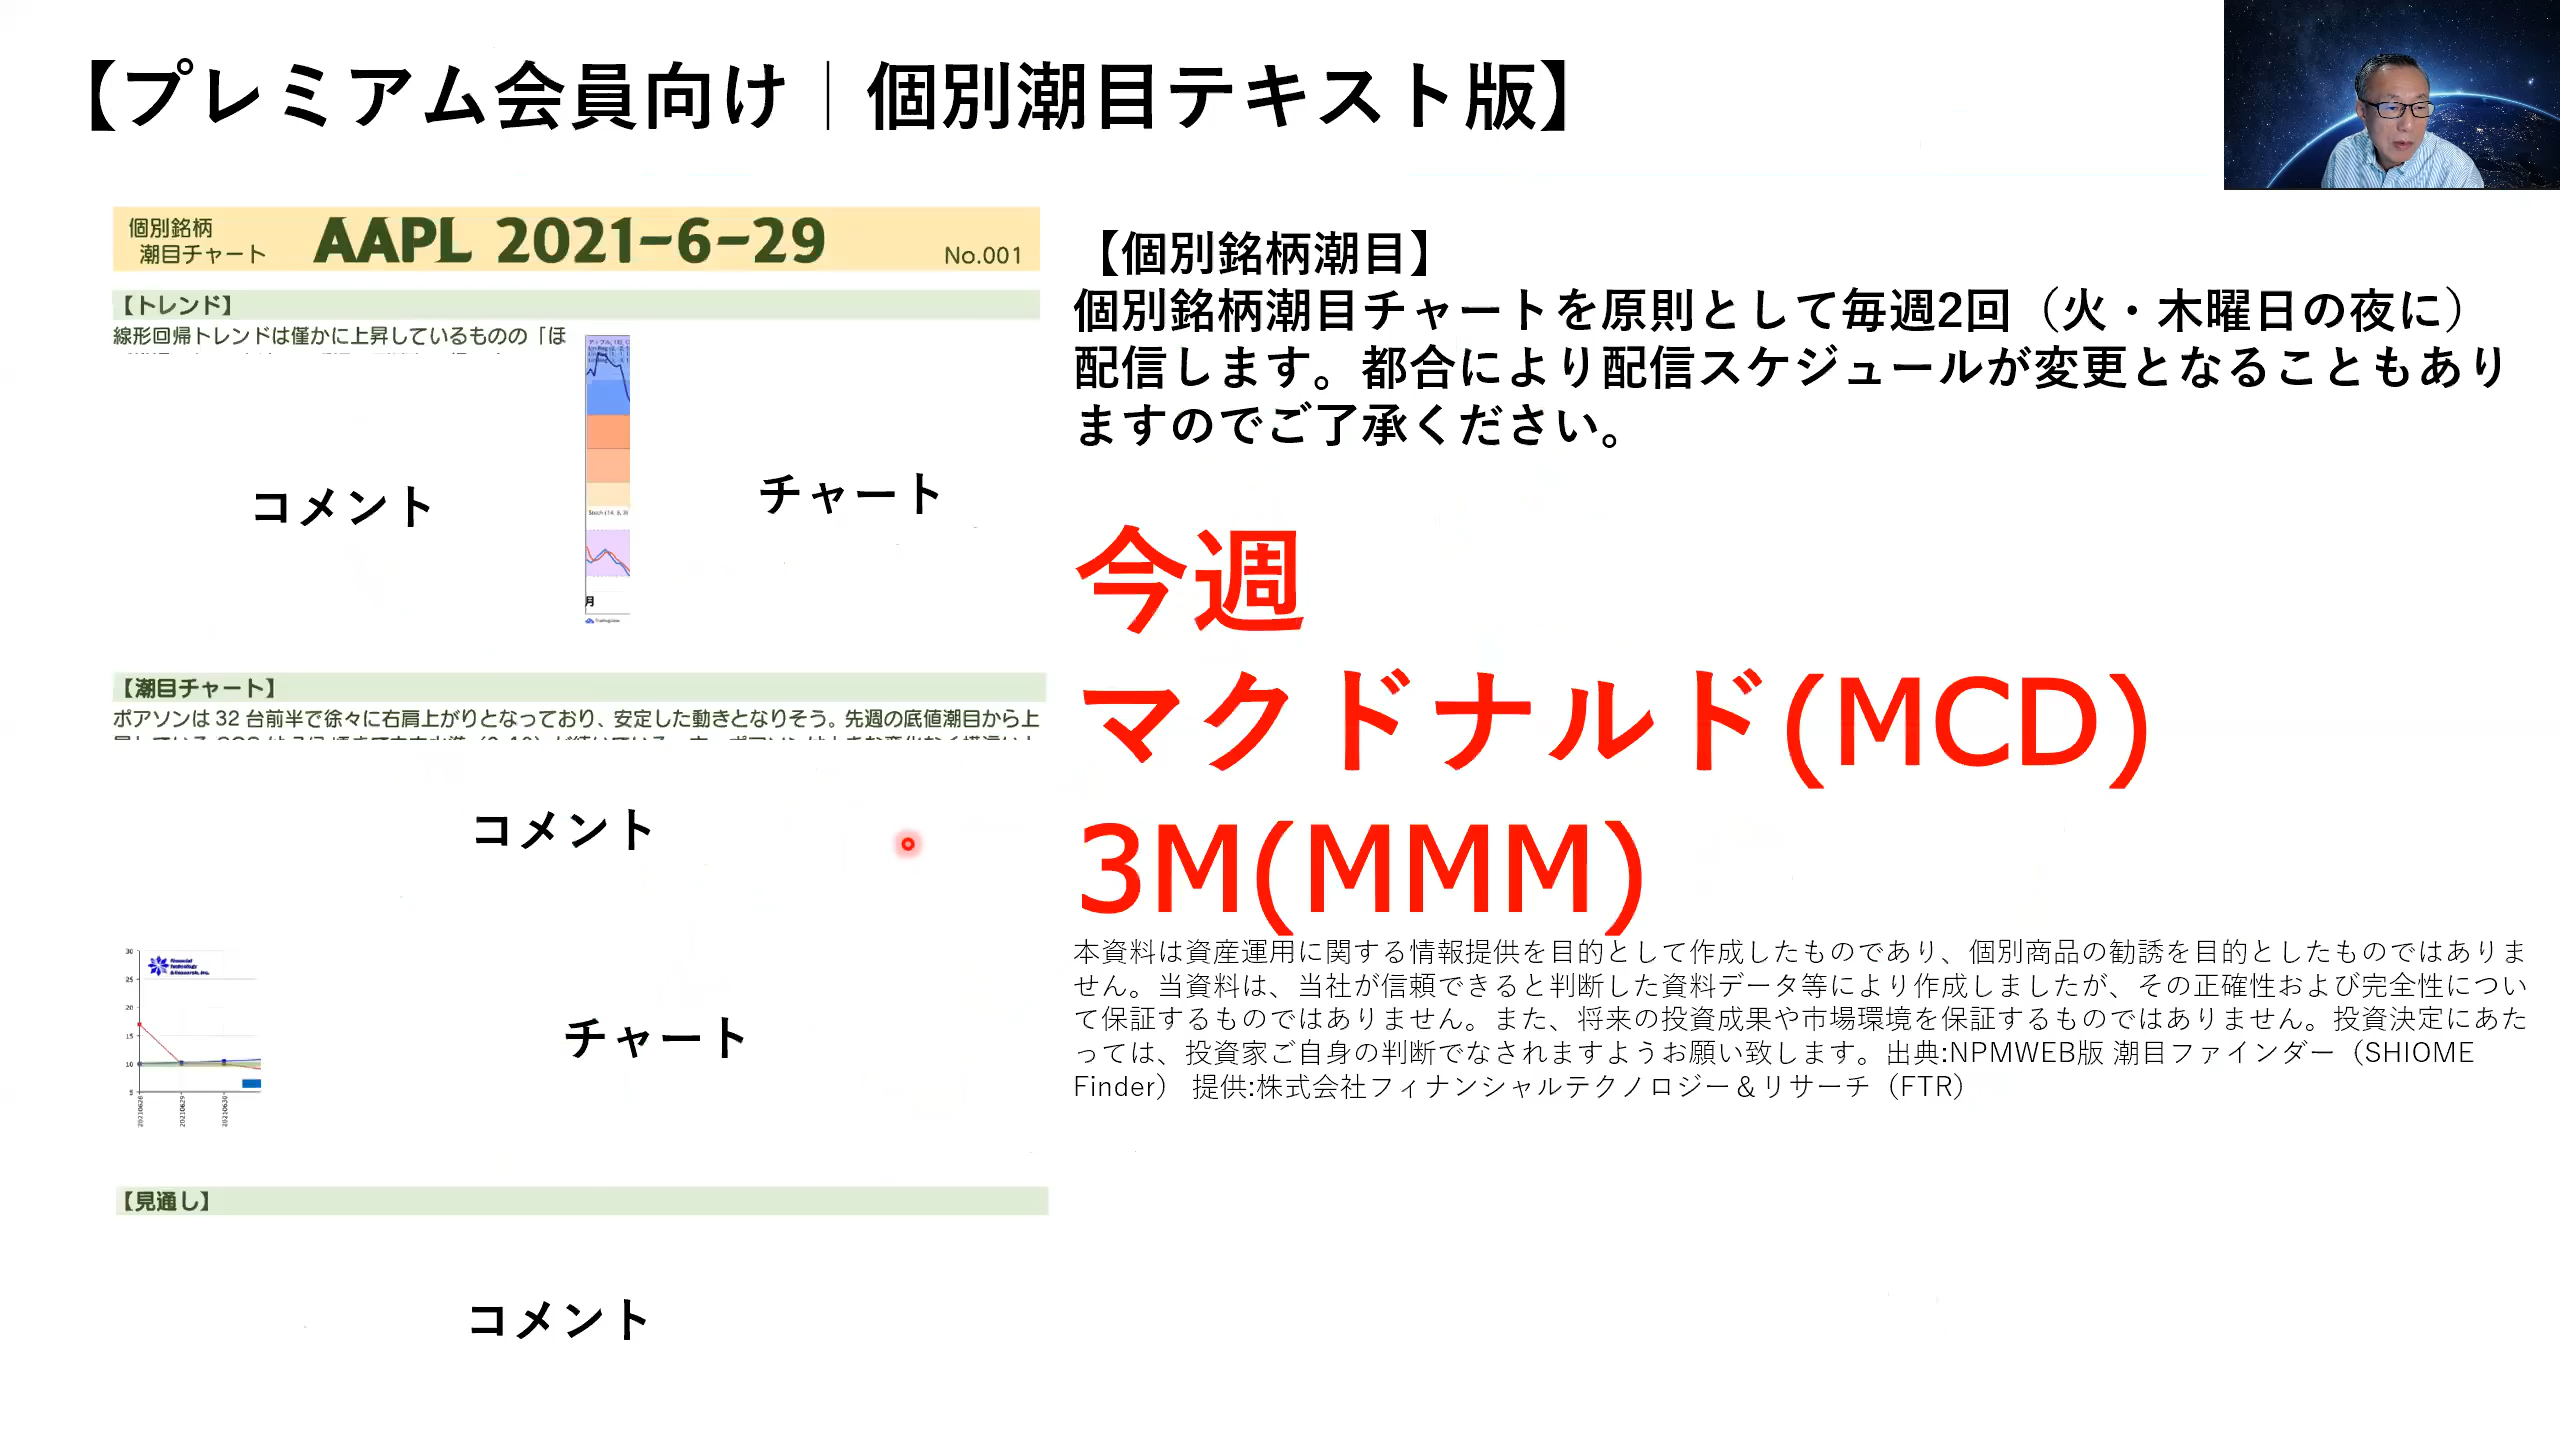 【プレミアム会員向け｜個別潮目テキスト版】
個別銘柄
潮目チャート
AAPL 2021-6-29
No.001
【トレンド】
線形回帰トレンドは僅かに上昇しているものの「ほ
コメント
チャート
Stoch (14, 8, 3)
月
TradingView
【潮目チャート】
ポアソンは 32 台前半で徐々に右肩上がりとなっており、安定した動きとなりそう。先週の底値潮目から上
コメント
30
25
20
15
10
5
Financial
Technology
& Research, Inc.
20210628
20210629
20210630
チャート
【見通し】
コメント
【個別銘柄潮目】
個別銘柄潮目チャートを原則として毎週2回（火・木曜日の夜に）
配信します。都合により配信スケジュールが変更となることもあり
ますのでご了承ください。
今週
マクドナルド(MCD)
3M(MMM)
本資料は資産運用に関する情報提供を目的として作成したものであり、個別商品の勧誘を目的としたものではありま
せん。当資料は、当社が信頼できると判断した資料データ等により作成しましたが、その正確性および完全性につい
て保証するものではありません。また、将来の投資成果や市場環境を保証するものではありません。投資決定にあた
っては、投資家ご自身の判断でなされますようお願い致します。出典:NPMWEB版 潮目ファインダー（SHIOME
Finder） 提供:株式会社フィナンシャルテクノロジー＆リサーチ（FTR）